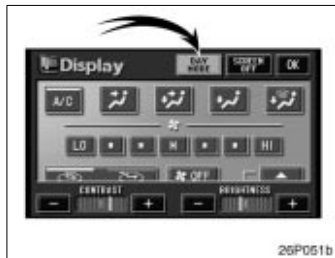 Display DAY MODE SCREEN OFF OK
A/C
LO M HI
OFF
CONTRAST BRIGHTNESS
- + - +
26P051b